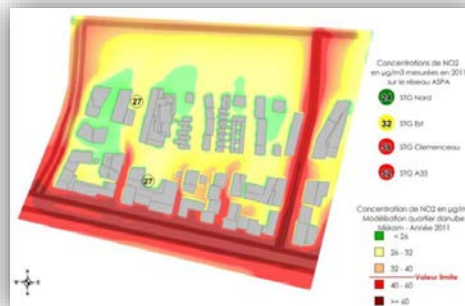 Concentrations de NO2
en µg/m3 mesurées en 2011
sur le réseau ASPA
STG Nord
32 STG Est
STG Clemenceau
STG A35
27
27
Concentration de NO2 en µg/m
Modélisation quartier danube
Année 2011
< 26
26 - 32
32 - 40
Valeur limite
40 - 60
>= 60